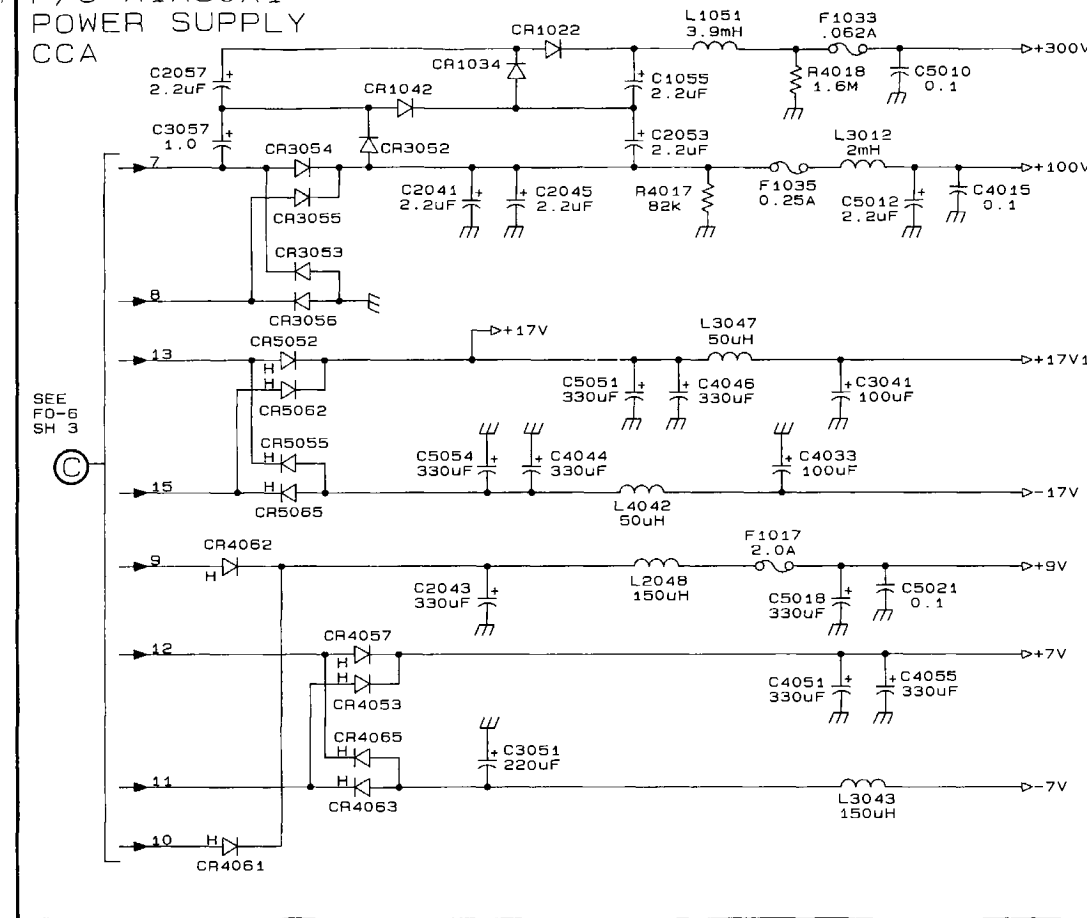 POWER SUPPLY
CCA
L1051
3.9mH
F1033
.062A
CR1022
+300V
CR1034
C2057
2.2uF
C1055
2.2uF
R4018
1.6M
C5010
0.1
CR1042
C3057
1.0
CR3054
CR3052
C2053
2.2uF
L3012
2mH
7
+100V
CR3055
C2041
2.2uF
C2045
2.2uF
R4017
82k
F1035
0.25A
C5012
2.2uF
C4015
0.1
CR3053
8
CR3056
+17V
L3047
50uH
CR5052
13
H
+17V1
H
CR5062
C5051
330uF
C4046
330uF
C3041
100uF
SEE
FO-6
SH 3
C
CR5055
H
C5054
330uF
C4044
330uF
C4033
100uF
15
H
CR5065
L4042
50uH
-17V
CR4062
F1017
2.0A
9
H
+9V
C2043
330uF
L2048
150uH
C5018
330uF
C5021
0.1
CR4057
12
H
+7V
H
CR4053
C4051
330uF
C4055
330uF
CR4065
H
C3051
220uF
11
H
CR4063
L3043
150uH
-7V
10
H
CR4061